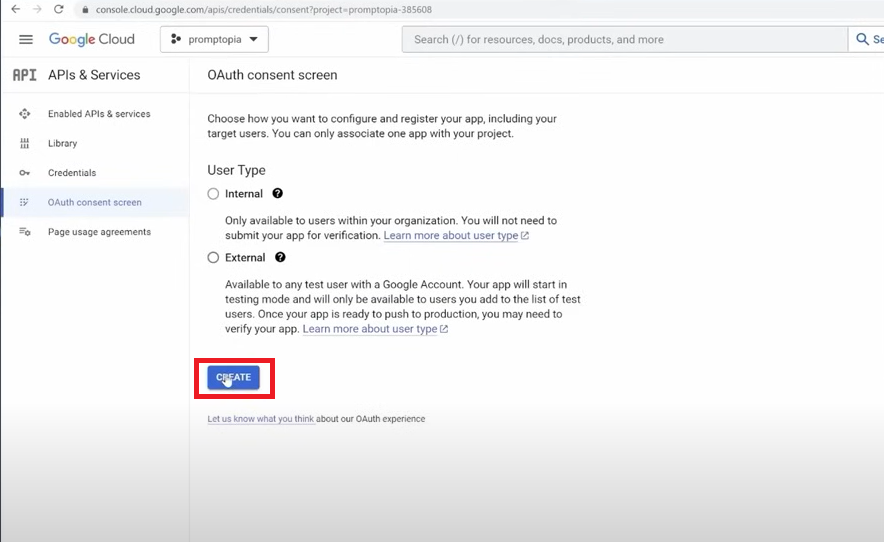 console.cloud.google.com/apis/credentials/consent?project=promptopia-385608
Google Cloud
promptopia
Search (/) for resources, docs, products, and more
Se
API APIs & Services
Enabled APIs & services
Library
Credentials
OAuth consent screen
Page usage agreements
OAuth consent screen
Choose how you want to configure and register your app, including your
target users. You can only associate one app with your project.
User Type
Internal
Only available to users within your organization. You will not need to
submit your app for verification. Learn more about user type
External
Available to any test user with a Google Account. Your app will start in
testing mode and will only be available to users you add to the list of test
users. Once your app is ready to push to production, you may need to
verify your app. Learn more about user type
CREATE
Let us know what you think about our OAuth experience